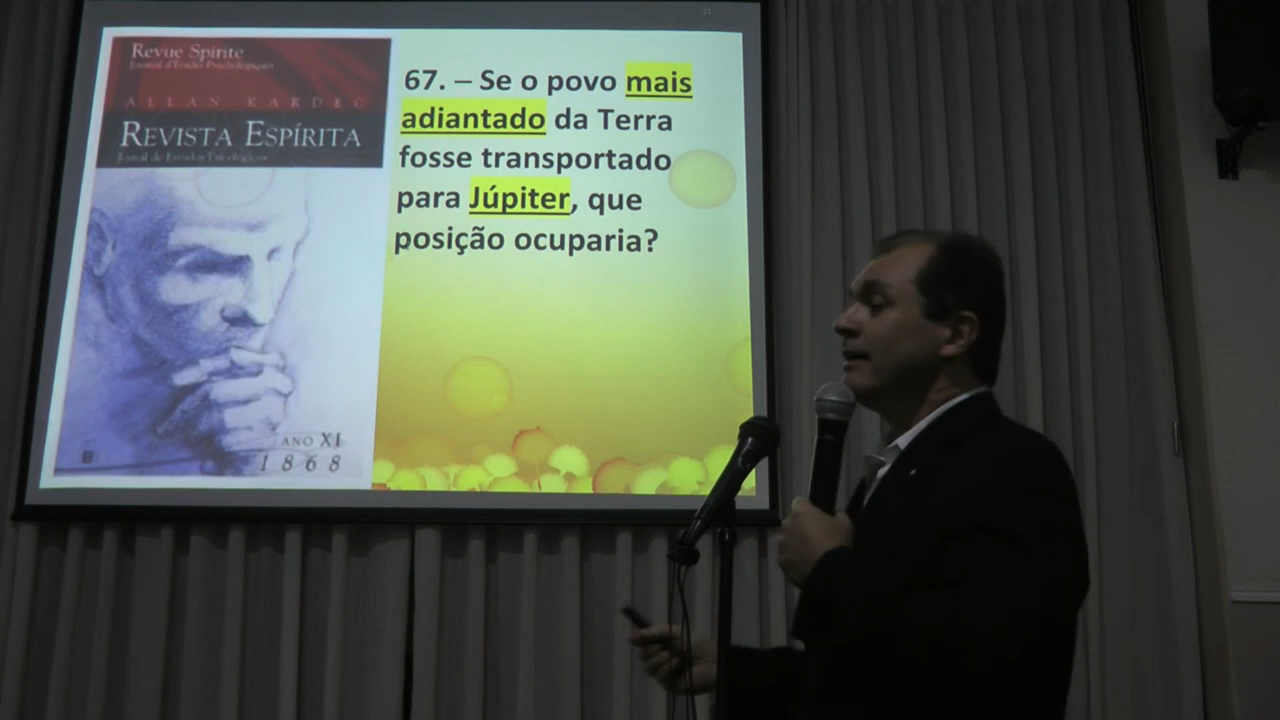 Revue Spirite
Journal d'Études Psychologiques
ALLAN KARDEC
REVISTA ESPÍRITA
Jornal de Estudos Psicológicos
ANO XI
1868
67. – Se o povo mais
adiantado da Terra
fosse transportado
para Júpiter, que
posição ocuparia?